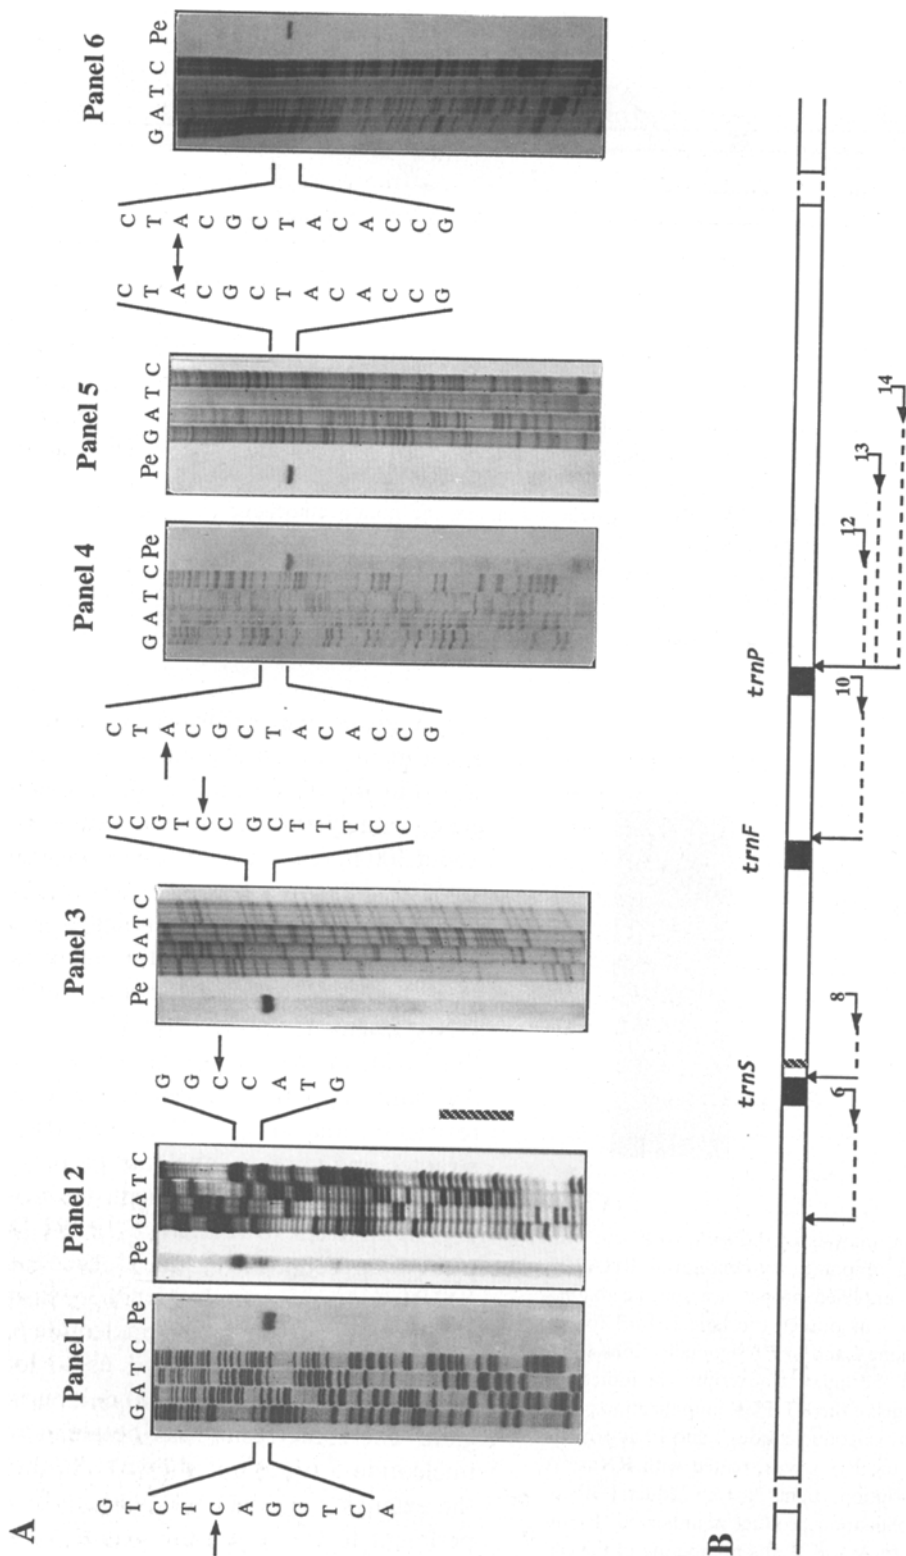 A
Panel 1
Panel 2
Panel 3
Panel 4
Panel 5
Panel 6
G A T C Pe
Pe G A T C
Pe G A T C
G A T C Pe
Pe G A T C
G A T C Pe
G T C T C A G G T C A
G G C C A T G
C C G T C C G C T T T C C
C T A C G C T A C A C C G
C T A C G C T A C A C C G
C T A C G C T A C A C C G
B
trnS
trnF
trnP
6
8
10
12
13
14